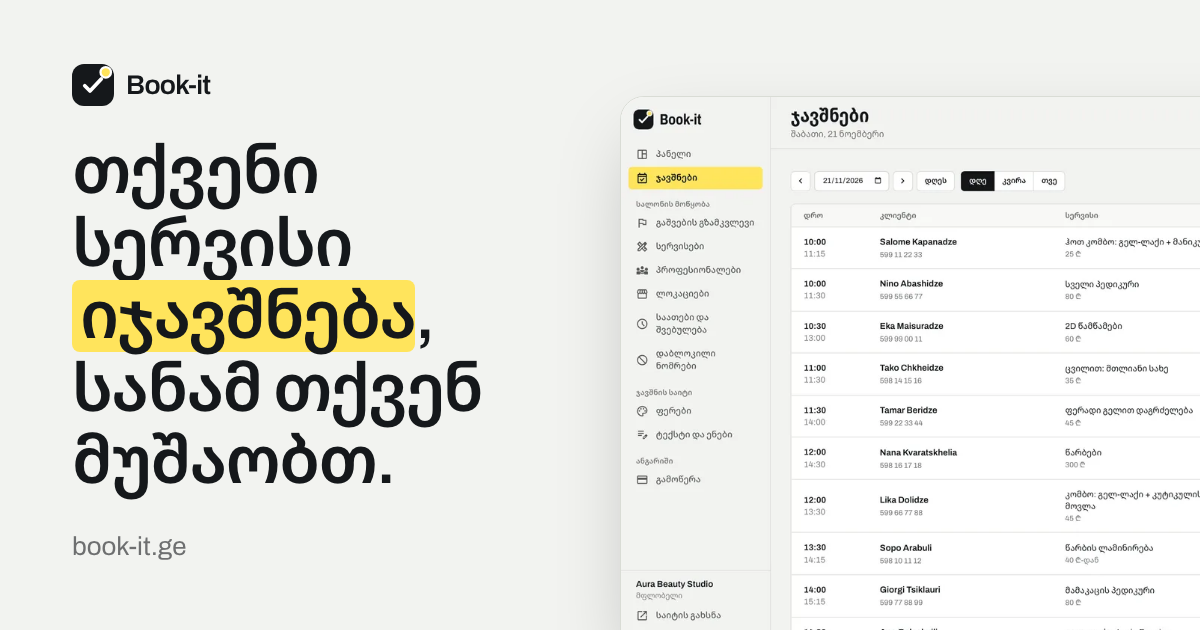 Book-it
თქვენი
სერვისი
იჯავშნება,
სანამ თქვენ
მუშაობთ.
book-it.ge
Book-it
პანელი
ჯავშნები
სალონის მოწყობა
გაშვების გზამკვლევი
სერვისები
პროფესიონალები
ლოკაციები
საათები და
შვებულება
დაბლოკილი
ნომრები
ჯავშნის საიტი
ფერები
ტექსტი და ენები
ანგარიში
გამოწერა
Aura Beauty Studio
მფლობელი
საიტის გახსნა
ჯავშნები
შაბათი, 21 ნოემბერი
21/11/2026 დღეს დღე კვირა თვე
დრო კლიენტი სერვისი
10:00 Salome Kapanadze ჰოთ კომბო: გელ-ლაქი +
11:15 599 11 22 33 25 ₾
10:00 Nino Abashidze სველი პედიკური
11:30 599 55 66 77 80 ₾
10:30 Eka Maisuradze 2D წამწამები
13:00 599 99 00 11 60 ₾
11:00 Tako Chkheidze ცვილით: მთლიანი სახე
11:30 598 14 15 16 35 ₾
11:30 Tamar Beridze ფერადი გელით დაგრძელება
14:00 599 22 33 44 45 ₾
12:00 Nana Kvaratskhelia წარბები
14:30 598 16 17 18 300 ₾
12:00 Lika Dolidze კომბო: გელ-ლაქი + კუტიკულის
13:30 599 66 77 88 მოვლა
45 ₾
13:30 Sopo Arabuli წარბის ლამინირება
14:15 598 10 11 12 40 ₾-დან
14:00 Giorgi Tsiklauri მამაკაცის პედიკური
15:15 599 77 88 99 80 ₾